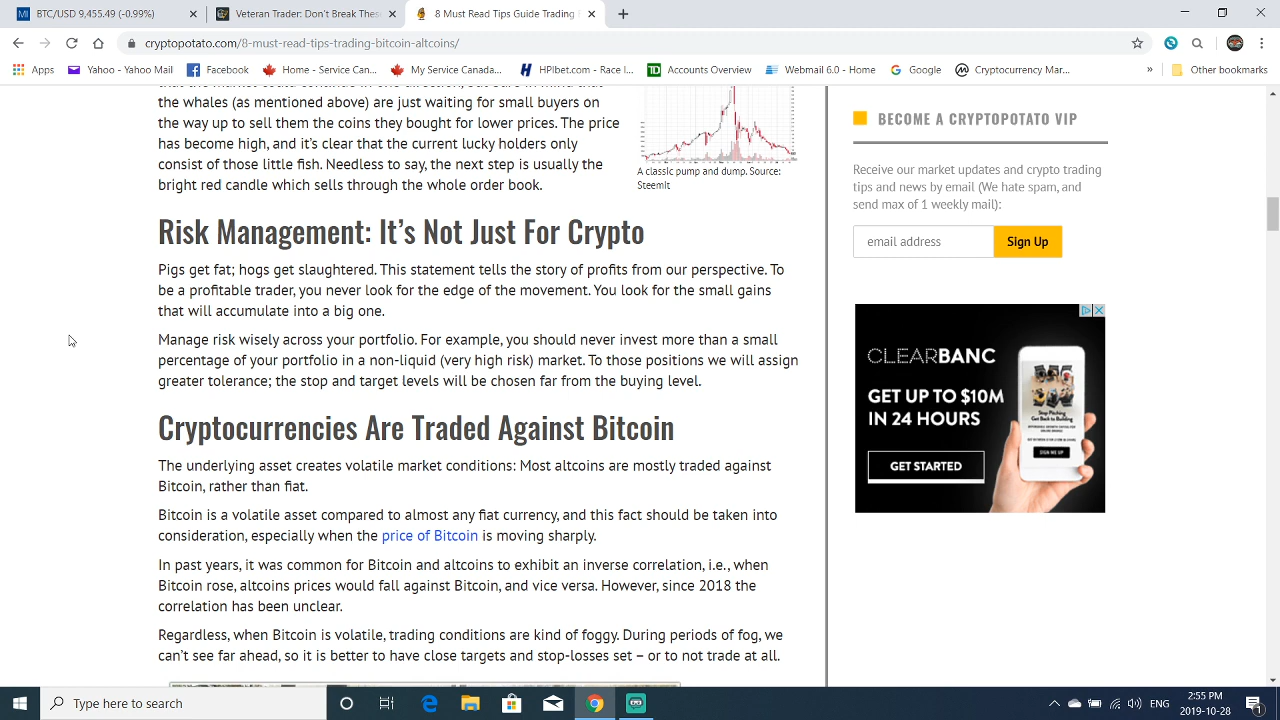 BTC/USD 9,455.49 (−0.99%)
Veteran Trader: BTC Break $
8 Must Read Tips Guide Trading
cryptopotato.com/8-must-read-tips-trading-bitcoin-altcoins/
Apps
Yahoo - Yahoo Mail
Facebook
Home - Service Can...
My Service Canada...
HPIbet.com - Race I...
Accounts Overview
Webmail 6.0 - Home
Google
Cryptocurrency Mar...
»
Other bookmarks
the whales (as mentioned above) are just waiting for small buyers on
the way up to sell them the coins they bought for lower prices. The price
has become high, and it's clear that the current lucky holders only
consist of those little fish. Needless to say, the next step is usually the
bright red candle which sells through the whole order book.
A classic pump and dump. Source:
SteemIt
Risk Management: It's Not Just For Crypto
Pigs get fat; hogs get slaughtered. This statement tells the story of profits from our perspective. To
be a profitable trader, you never look for the edge of the movement. You look for the small gains
that will accumulate into a big one.
Manage risk wisely across your portfolio. For example, you should never invest more than a small
percentage of your portfolio in a non-liquid (very high risk) market. To those positions we will assign
greater tolerance; the stop and target levels will be chosen far from the buying level.
Cryptocurrencies Are Traded Against Bitcoin
The underlying asset creates volatile market conditions: Most altcoins are mostly traded against
Bitcoin, rather than fiat.
Bitcoin is a volatile asset compared to almost any fiat currency, and this fact should be taken into
consideration, especially when the price of Bitcoin is moving sharply.
In past years, it was common for Bitcoin and altcoins to exhibit an inverse correlation, i.e., when
Bitcoin rose, altcoins prices would fall against Bitcoin, and vice versa. However, since 2018 the
correlation has been unclear.
Regardless, when Bitcoin is volatile, trading conditions are kind of foggy. During periods of fog, we
can't see far ahead, so it is better to have close targets and stop-losses set – or to not trade at all.
BECOME A CRYPTOPOTATO VIP
Receive our market updates and crypto trading
tips and news by email (We hate spam, and
send max of 1 weekly mail):
email address
Sign Up
CLEARBANC
GET UP TO $10M
IN 24 HOURS
GET STARTED
Stop Pitching
Get Back to Building
SIGN ME UP
Type here to search
ENG
2:55 PM
2019-10-28